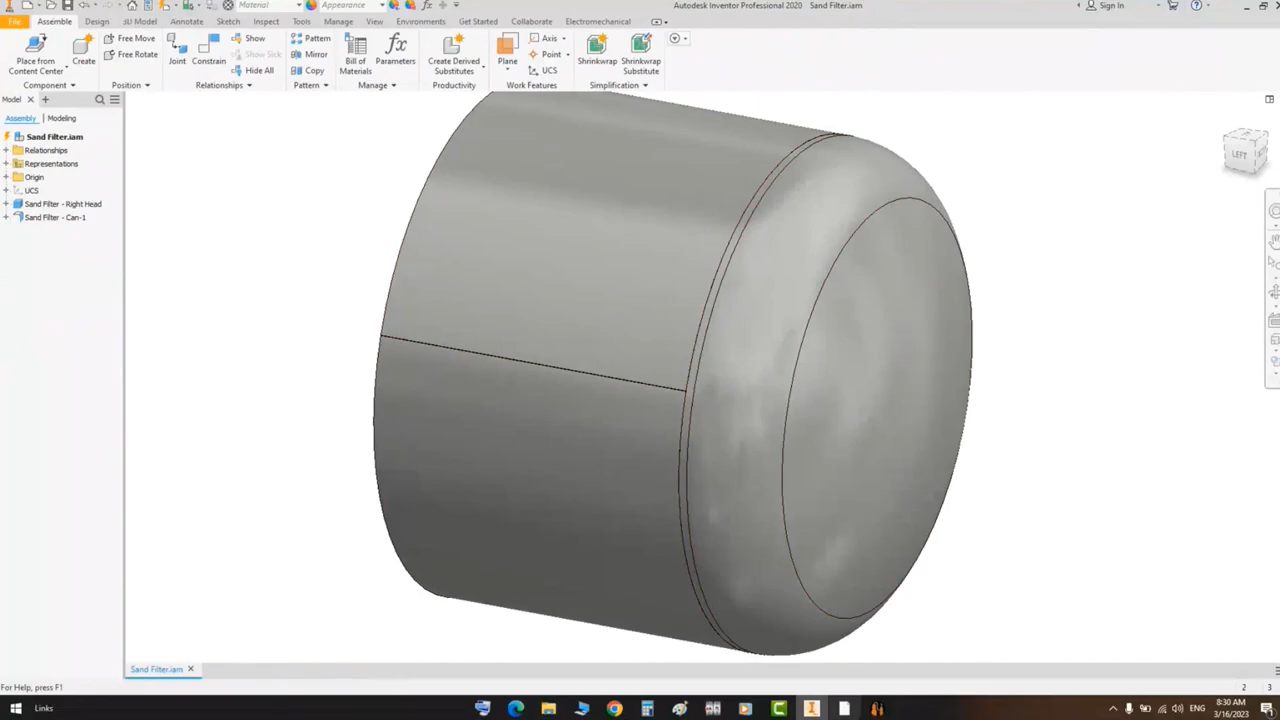 Material
Appearance
Autodesk Inventor Professional 2020 Sand Filter.iam
Sign In
File Assemble Design 3D Model Annotate Sketch Inspect Tools Manage View Environments Get Started Collaborate Electromechanical
Place from
Content Center
Create
Free Move
Free Rotate
Joint
Constrain
Show
Show Sick
Hide All
Pattern
Mirror
Copy
Bill of
Materials
Parameters
Create Derived
Substitutes
Plane
Axis
Point
UCS
Shrinkwrap
Shrinkwrap
Substitute
Component Position Relationships Pattern Manage Productivity Work Features Simplification
Model
Assembly Modeling
Sand Filter.iam
Relationships
Representations
Origin
UCS
Sand Filter - Right Head
Sand Filter - Can-1
LEFT
Sand Filter.iam
For Help, press F1
2 3
Links
8:30 AM
3/16/2023